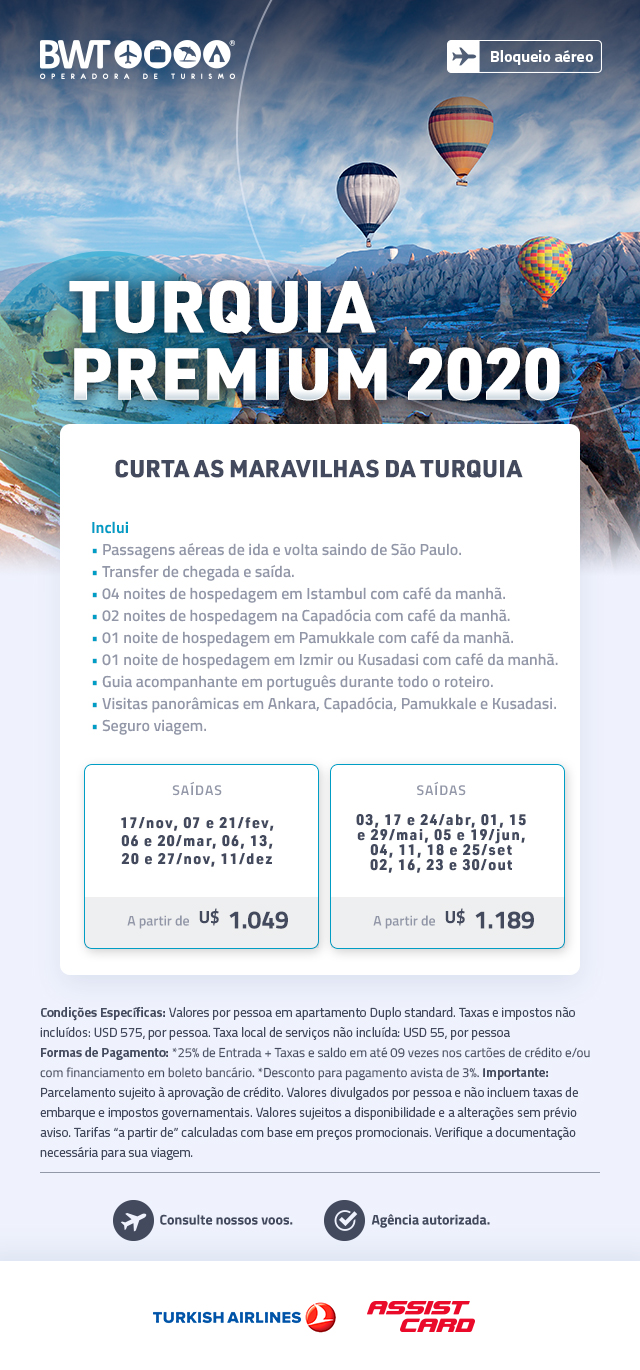 BWT
OPERADORA DE TURISMO
Bloqueio aéreo
TURQUIA
PREMIUM 2020
CURTA AS MARAVILHAS DA TURQUIA
Inclui
▪ Passagens aéreas de ida e volta saindo de São Paulo.
▪ Transfer de chegada e saída.
▪ 04 noites de hospedagem em Istambul com café da manhã.
▪ 02 noites de hospedagem na Capadócia com café da manhã.
▪ 01 noite de hospedagem em Pamukkale com café da manhã.
▪ 01 noite de hospedagem em Izmir ou Kusadasi com café da manhã.
▪ Guia acompanhante em português durante todo o roteiro.
▪ Visitas panorâmicas em Ankara, Capadócia, Pamukkale e Kusadasi.
▪ Seguro viagem.
SAÍDAS
17/nov, 07 e 21/fev,
06 e 20/mar, 06, 13,
20 e 27/nov, 11/dez
A partir de U$ 1.049
SAÍDAS
03, 17 e 24/abr, 01, 15
e 29/mai, 05 e 19/jun,
04, 11, 18 e 25/set
02, 16, 23 e 30/out
A partir de U$ 1.189
Condições Específicas: Valores por pessoa em apartamento Duplo standard. Taxas e impostos não
incluídos: USD 575, por pessoa. Taxa local de serviços não incluída: USD 55, por pessoa
Formas de Pagamento: *25% de Entrada + Taxas e saldo em até 09 vezes nos cartões de crédito e/ou
com financiamento em boleto bancário. *Desconto para pagamento avista de 3%. Importante:
Parcelamento sujeito à aprovação de crédito. Valores divulgados por pessoa e não incluem taxas de
embarque e impostos governamentais. Valores sujeitos a disponibilidade e a alterações sem prévio
aviso. Tarifas “a partir de” calculadas com base em preços promocionais. Verifique a documentação
necessária para sua viagem.
Consulte nossos voos.
Agência autorizada.
TURKISH AIRLINES
ASSIST
CARD